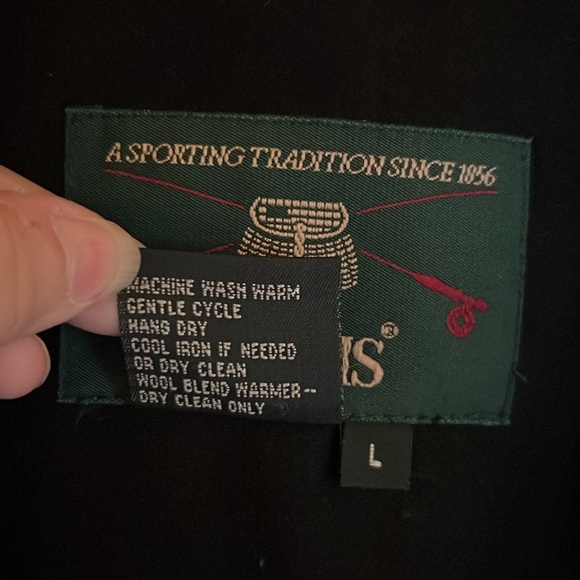 A SPORTING TRADITION SINCE 1856
MACHINE WASH WARM
GENTLE CYCLE
HANG DRY
COOL IRON IF NEEDED
OR DRY CLEAN
WOOL BLEND WARMER--
DRY CLEAN ONLY
IS®
L